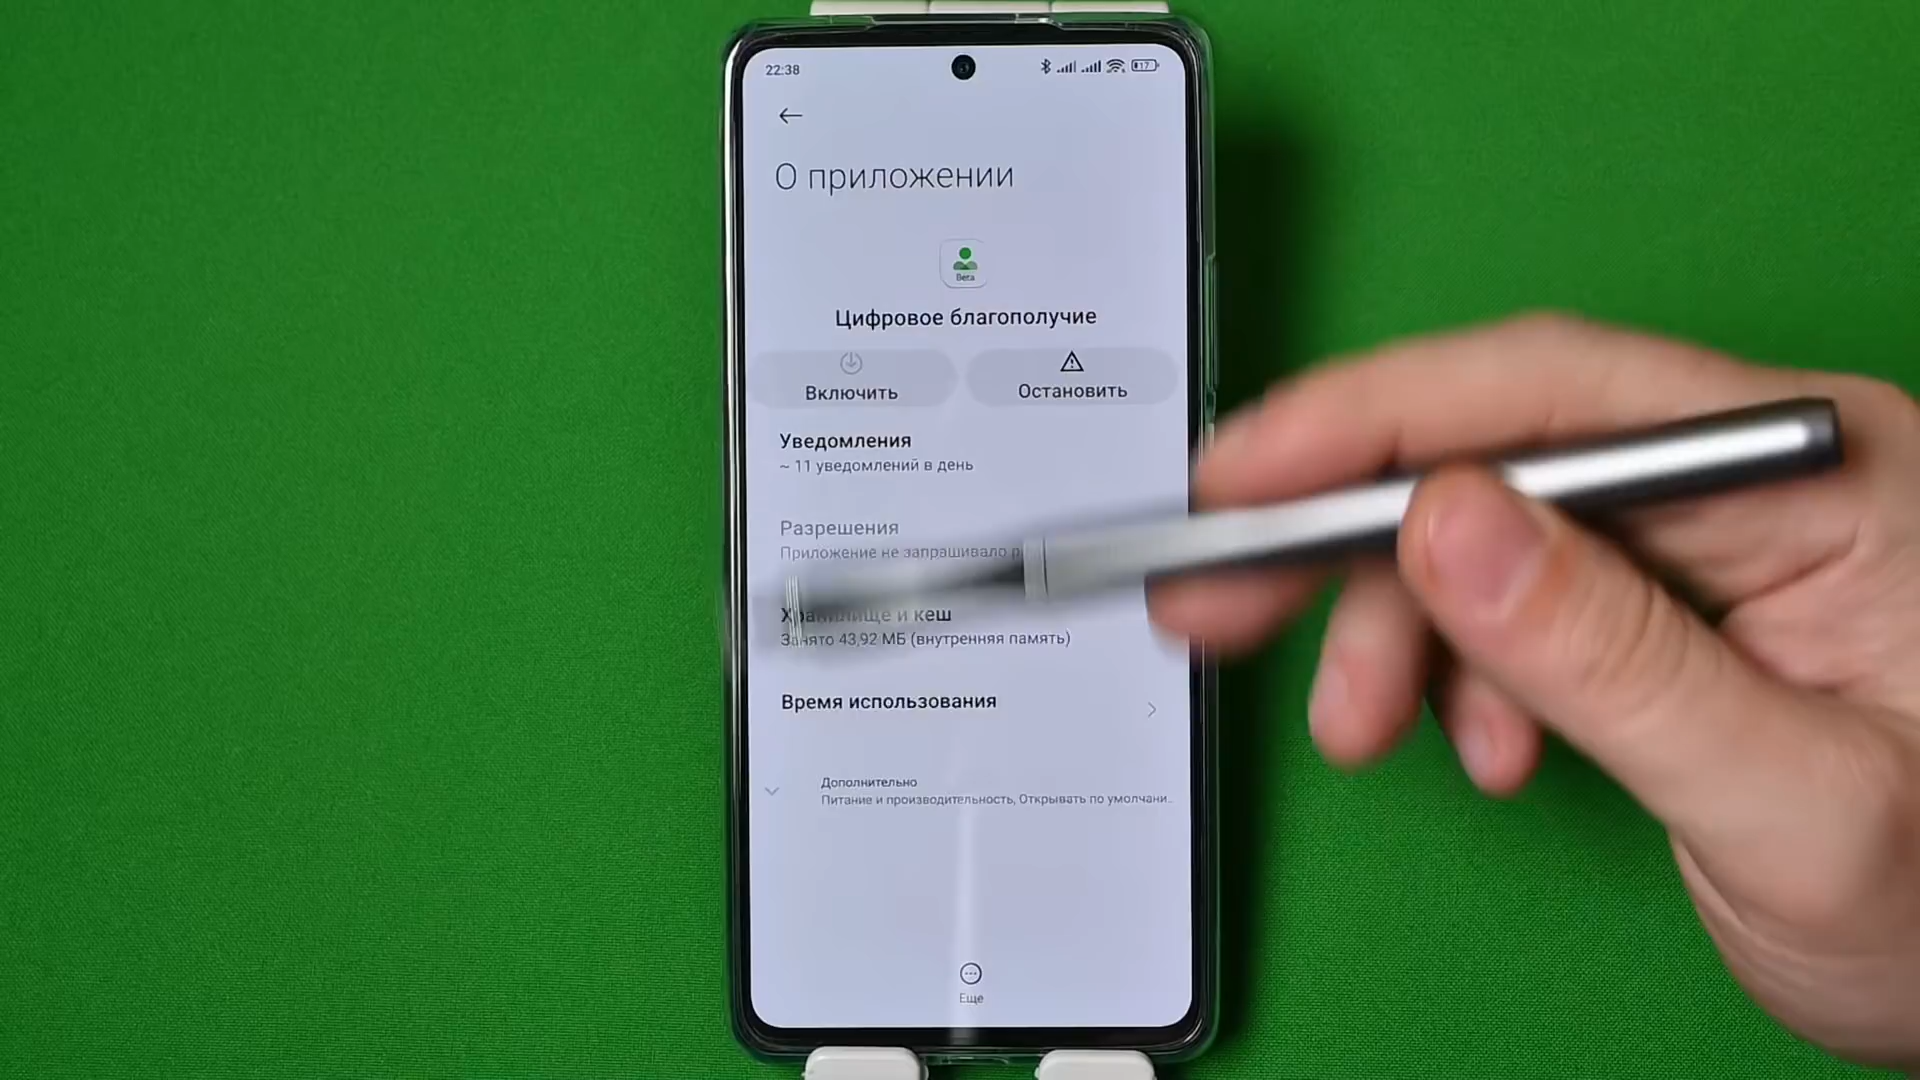 22:38
17
О приложении
Beta
Цифровое благополучие
Включить
Остановить
Уведомления
~ 11 уведомлений в день
Разрешения
Приложение не запрашивало
Хранилище и кеш
Занято 43,92 МБ (внутренняя память)
Время использования
Дополнительно
Питание и производительность, Открывать по умолчани...
Еще